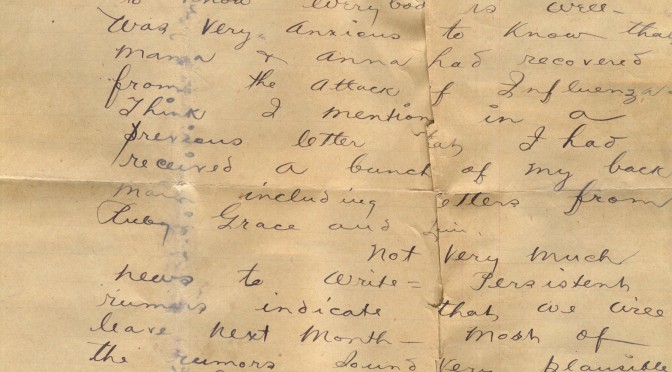 to know everybody is well-
Was very anxious to know that
Mama & Anna had recovered
from the attack of Influenza.
Think I mention in a
previous letter that I had
received a bunch of my back
mail including letters from
Ruby Grace and
Not very much
news to write = Persistent
rumors indicate that we will
leave next month — most of
the rumors sound very plausible